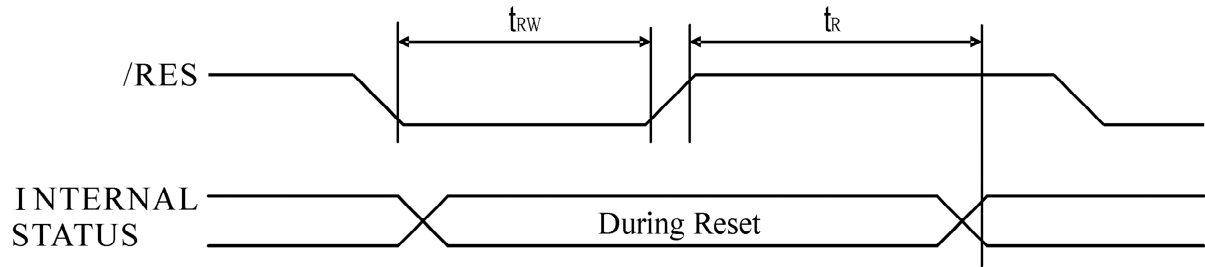 tRW
tR
/RES
INTERNAL
STATUS
During Reset